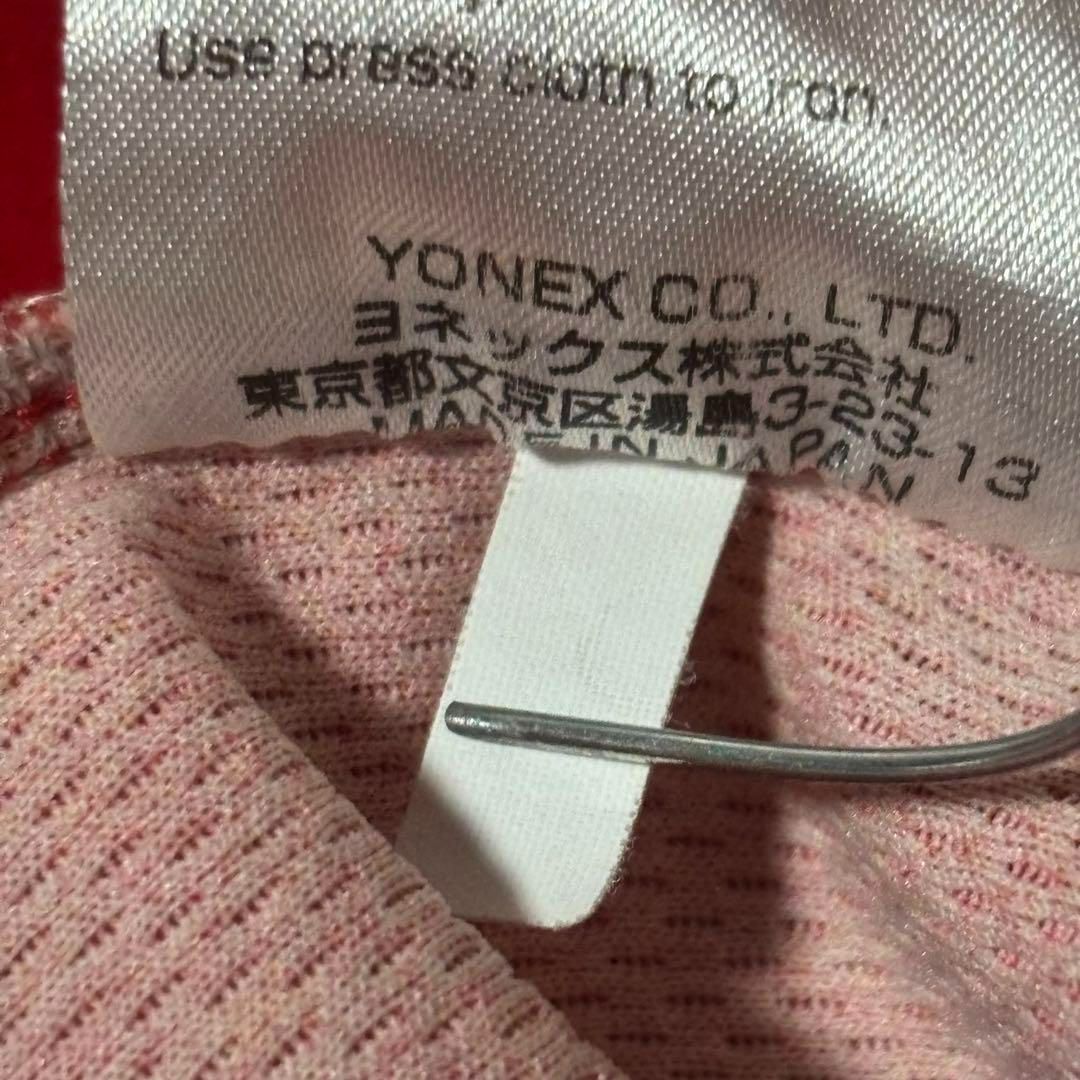 Use press cloth to iron.
YONEX CO., LTD.
ヨネックス株式会社
東京都文京区湯島3-23-13
MADE IN JAPAN